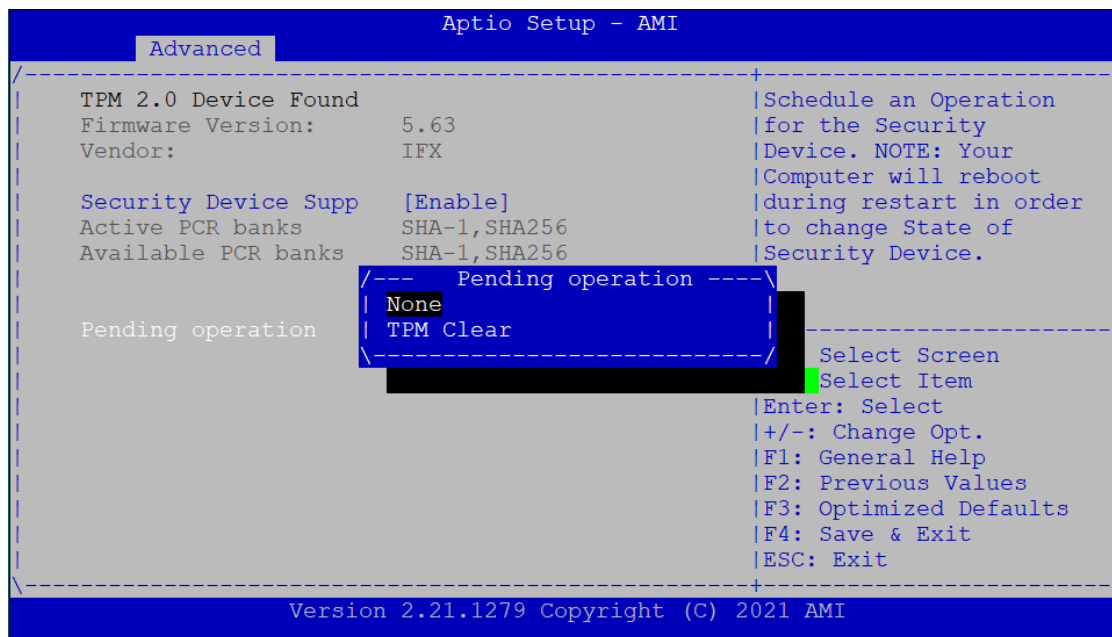 Aptio Setup - AMI
Advanced
TPM 2.0 Device Found
Firmware Version: 5.63
Vendor: IFX
Security Device Supp [Enable]
Active PCR banks SHA-1,SHA256
Available PCR banks SHA-1,SHA256
Pending operation
Pending operation
None
TPM Clear
Schedule an Operation
for the Security
Device. NOTE: Your
Computer will reboot
during restart in order
to change State of
Security Device.
Select Screen
Select Item
Enter: Select
+/-: Change Opt.
F1: General Help
F2: Previous Values
F3: Optimized Defaults
F4: Save & Exit
ESC: Exit
Version 2.21.1279 Copyright (C) 2021 AMI